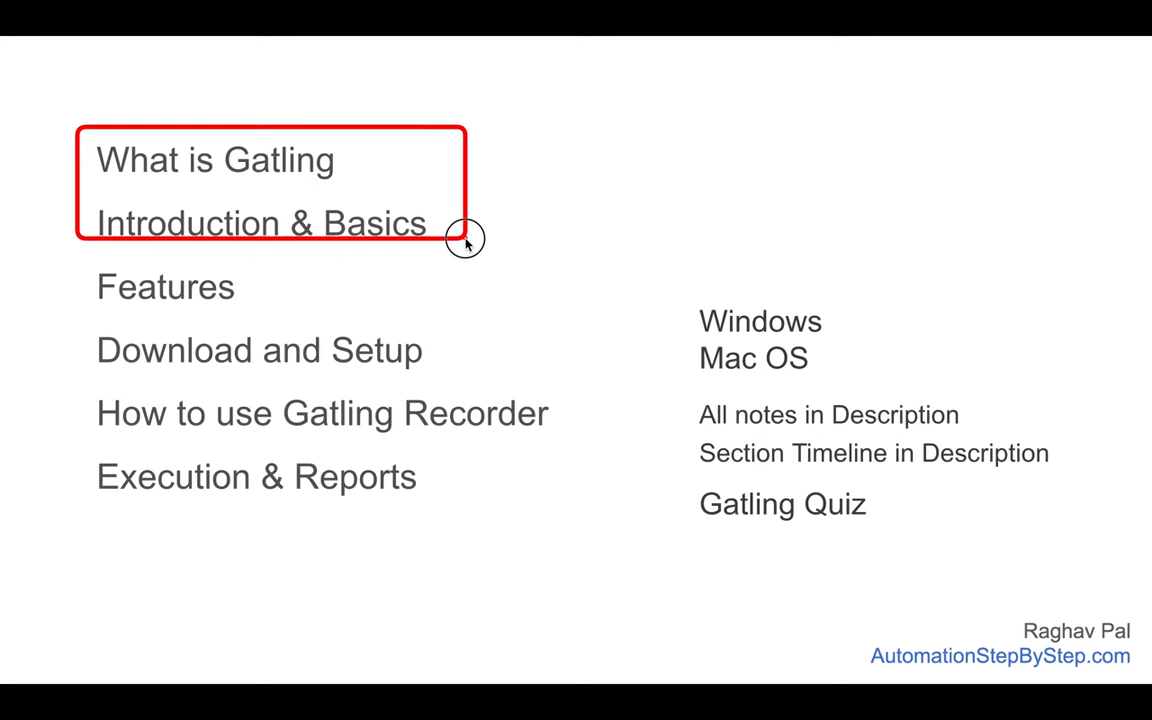 What is Gatling
Introduction & Basics
Features
Download and Setup
How to use Gatling Recorder
Execution & Reports
Windows
Mac OS
All notes in Description
Section Timeline in Description
Gatling Quiz
Raghav Pal
AutomationStepByStep.com